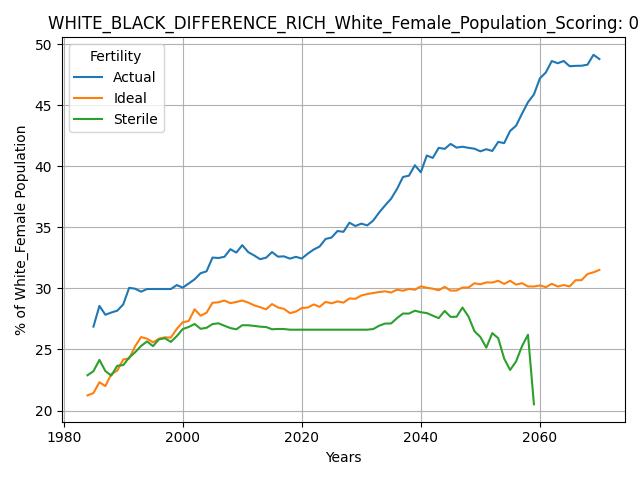 WHITE_BLACK_DIFFERENCE_RICH_White_Female_Population_Scoring: 0
50
45
40
35
30
25
20
% of White_Female Population
Fertility
Actual
Ideal
Sterile
1980
2000
2020
2040
2060
Years